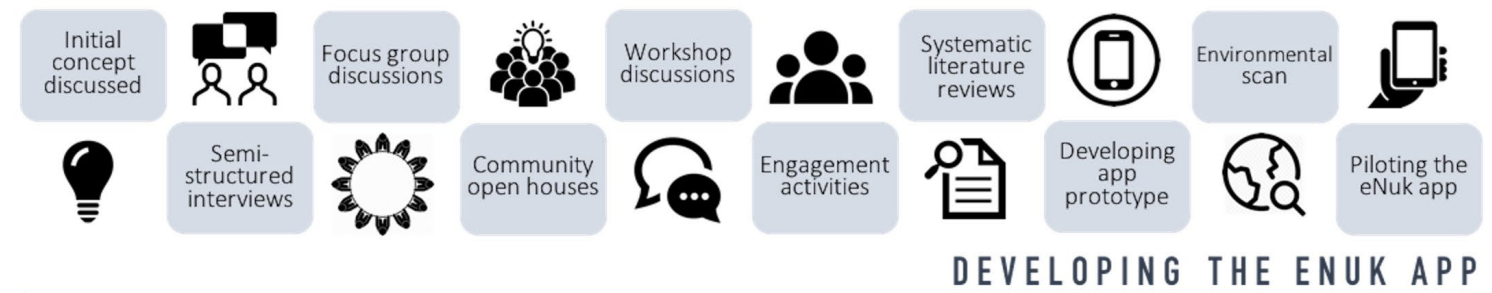 Initial
concept
discussed
Semi-
structured
interviews
Focus group
discussions
Community
open houses
Workshop
discussions
Engagement
activities
Systematic
literature
reviews
Developing
app
prototype
Environmental
scan
Piloting the
eNuk app
DEVELOPING THE ENUK APP